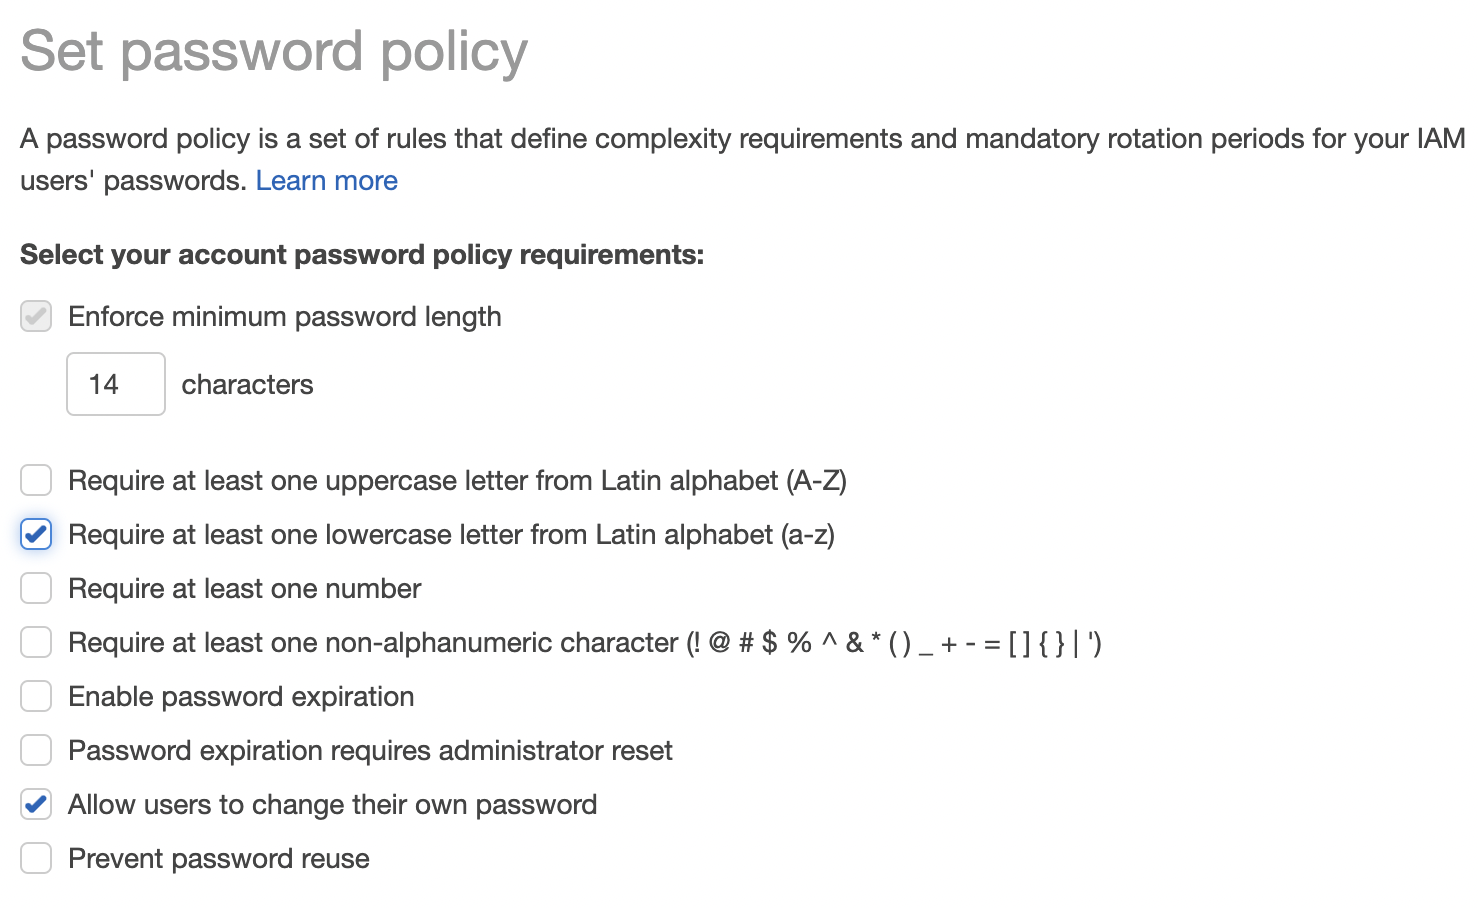 Set password policy
A password policy is a set of rules that define complexity requirements and mandatory rotation periods for your IAM
users' passwords. Learn more
Select your account password policy requirements:
Enforce minimum password length
14 characters
Require at least one uppercase letter from Latin alphabet (A-Z)
Require at least one lowercase letter from Latin alphabet (a-z)
Require at least one number
Require at least one non-alphanumeric character (! @ # $ % ^ & * ( ) _ + - = [ ] { } | ')
Enable password expiration
Password expiration requires administrator reset
Allow users to change their own password
Prevent password reuse